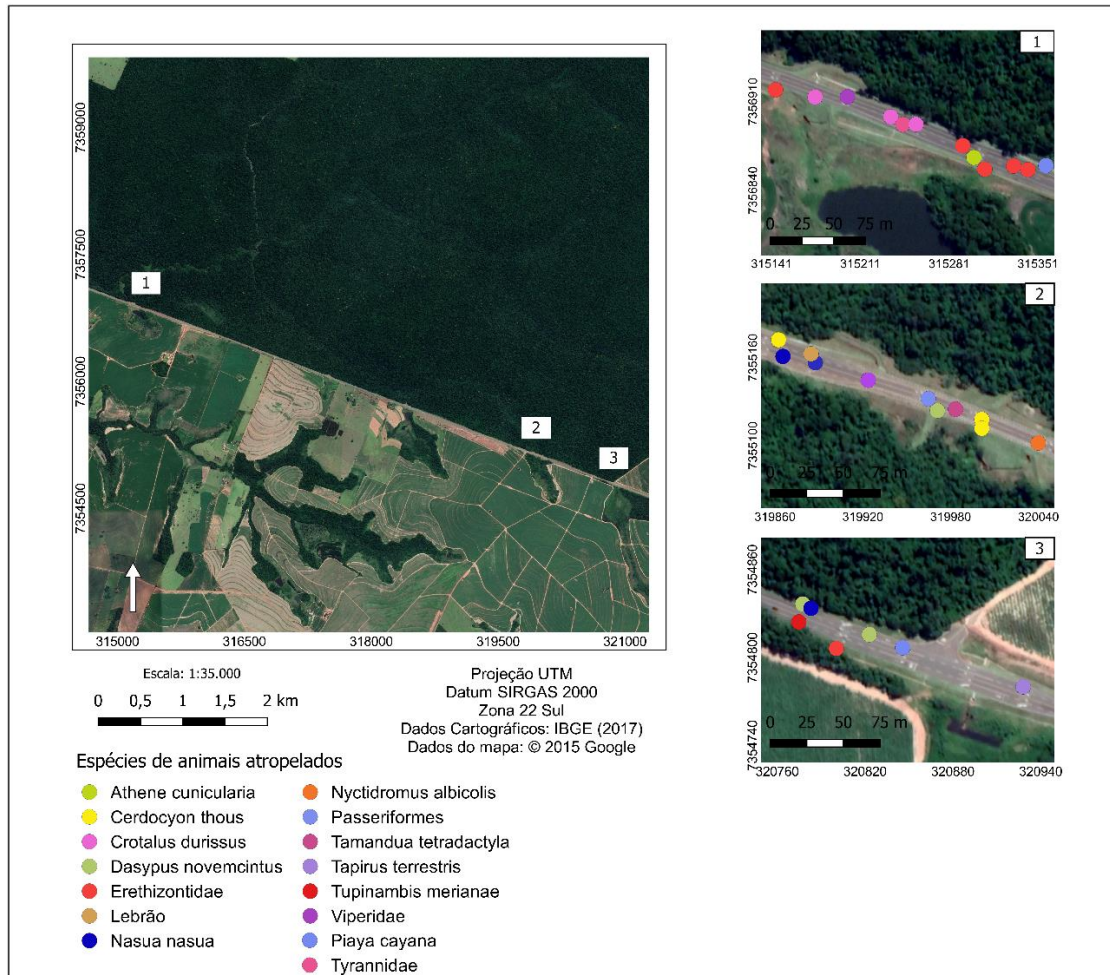 7359000
7357500
7356000
7354500
1
2
3
315000
316500
318000
319500
321000
Escala: 1:35.000
0
0,5
1
1,5
2 km
Projeção UTM
Datum SIRGAS 2000
Zona 22 Sul
Dados Cartográficos: IBGE (2017)
Dados do mapa: © 2015 Google
Espécies de animais atropelados
Athene cunicularia
Cerdocyon thous
Crotalus durissus
Dasypus novemcintus
Erethizontidae
Lebrão
Nasua nasua
Nyctidromus albicolis
Passeriformes
Tamandua tetradactyla
Tapirus terrestris
Tupinambis merianae
Viperidae
Piaya cayana
Tyrannidae
1
7356910
7356840
0 25 50 75 m
315141
315211
315281
315351
2
7355160
7355100
0 25 50 75 m
319860
319920
319980
320040
3
7354860
7354800
7354740
0 25 50 75 m
320760
320820
320880
320940